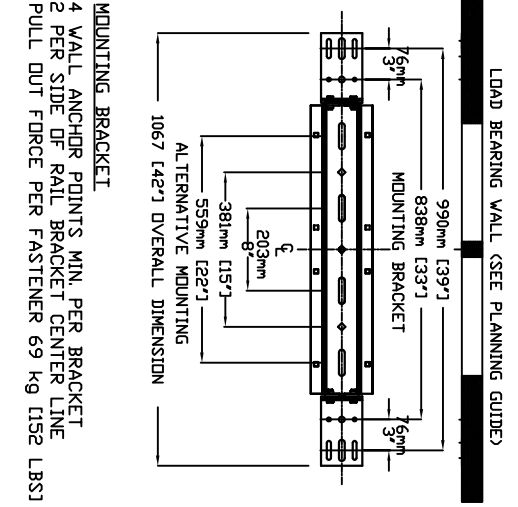 LOAD BEARING WALL (SEE PLANNING GUIDE)
990mm [39"]
838mm [33"]
76mm
3"
76mm
3"
MOUNTING BRACKET
℄
203mm
8"
381mm [15"]
559mm [22"]
ALTERNATIVE MOUNTING
1067 [42"] OVERALL DIMENSION
MOUNTING BRACKET
4 WALL ANCHOR POINTS MIN. PER BRACKET
2 PER SIDE OF RAIL BRACKET CENTER LINE
PULL OUT FORCE PER FASTENER 69 kg [152 LBS]